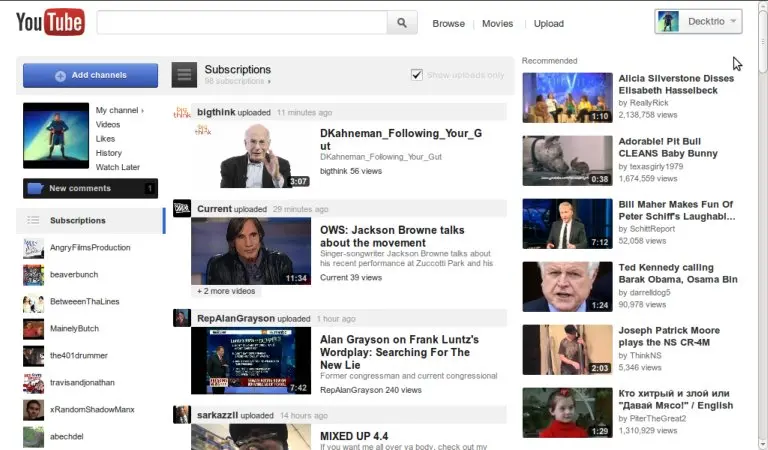 YouTube
Browse | Movies | Upload
Decktrio
Add channels
My channel ›
Videos
Likes
History
Watch Later
New comments 1
Subscriptions
AngryFilmsProduction
beaverbunch
BetweeenThaLines
MainelyButch
the401drummer
travisandjonathan
xRandomShadowManx
abechdel
Subscriptions
98 subscriptions ›
Show uploads only
bigthink uploaded 11 minutes ago
big think
3:07
DKahneman_Following_Your_G
ut
DKahneman_Following_Your_Gut
bigthink 56 views
Current uploaded 29 minutes ago
11:34
+ 2 more videos
OWS: Jackson Browne talks
about the movement
Singer-songwriter Jackson Browne talks about
his recent performance at Zuccotti Park and his
Current 39 views
RepAlanGrayson uploaded 1 hour ago
7:42
Alan Grayson on Frank Luntz's
Wordplay: Searching For The
New Lie
Former congressman and current congressional
RepAlanGrayson 240 views
sarkazzll uploaded 14 hours ago
MIXED UP 4.4
If you want me all over ya body, check out my
Recommended
1:10
Alicia Silverstone Disses
Elisabeth Hasselbeck
by ReallyRick
2,138,758 views
0:38
Adorable! Pit Bull
CLEANS Baby Bunny
by texasgirly1979
1,674,559 views
7:12
Bill Maher Makes Fun Of
Peter Schiff's Laughabl...
by SchittReport
52,058 views
1:24
Ted Kennedy calling
Barak Obama, Osama Bin
by darrelldog5
90,978 views
2:03
Joseph Patrick Moore
plays the NS CR-4M
by ThinkNS
5,346 views
1:29
Кто хитрый и злой или
"Давай Мясо!" / English
by PiterTheGreat2
1,310,929 views